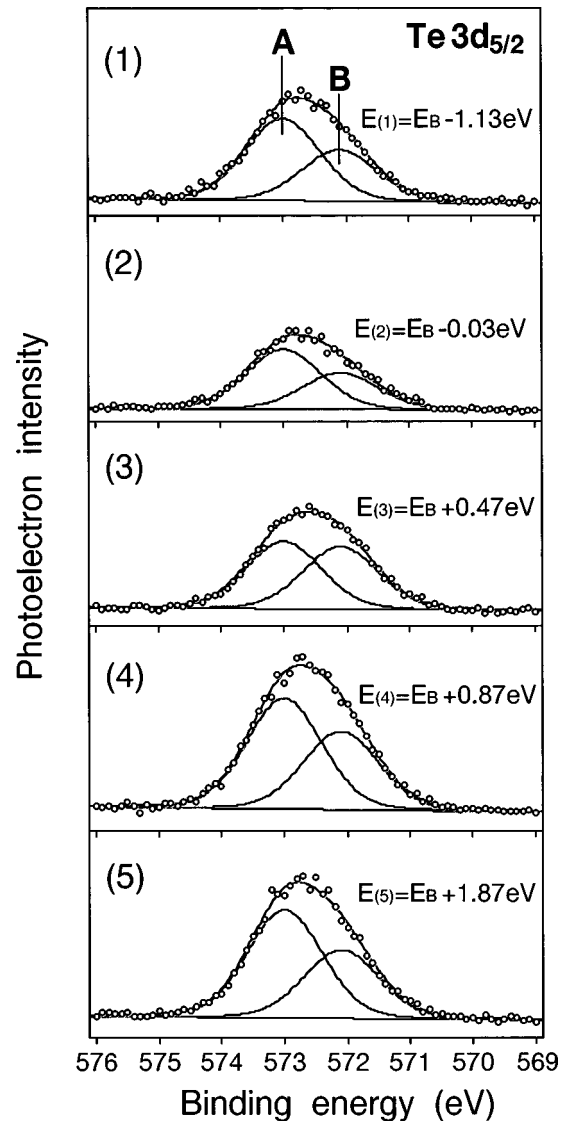 Te 3d5/2
A
B
(1)
E(1)=EB-1.13eV
(2)
E(2)=EB-0.03eV
(3)
E(3)=EB+0.47eV
(4)
E(4)=EB+0.87eV
(5)
E(5)=EB+1.87eV
Photoelectron intensity
576 575 574 573 572 571 570 569
Binding energy (eV)